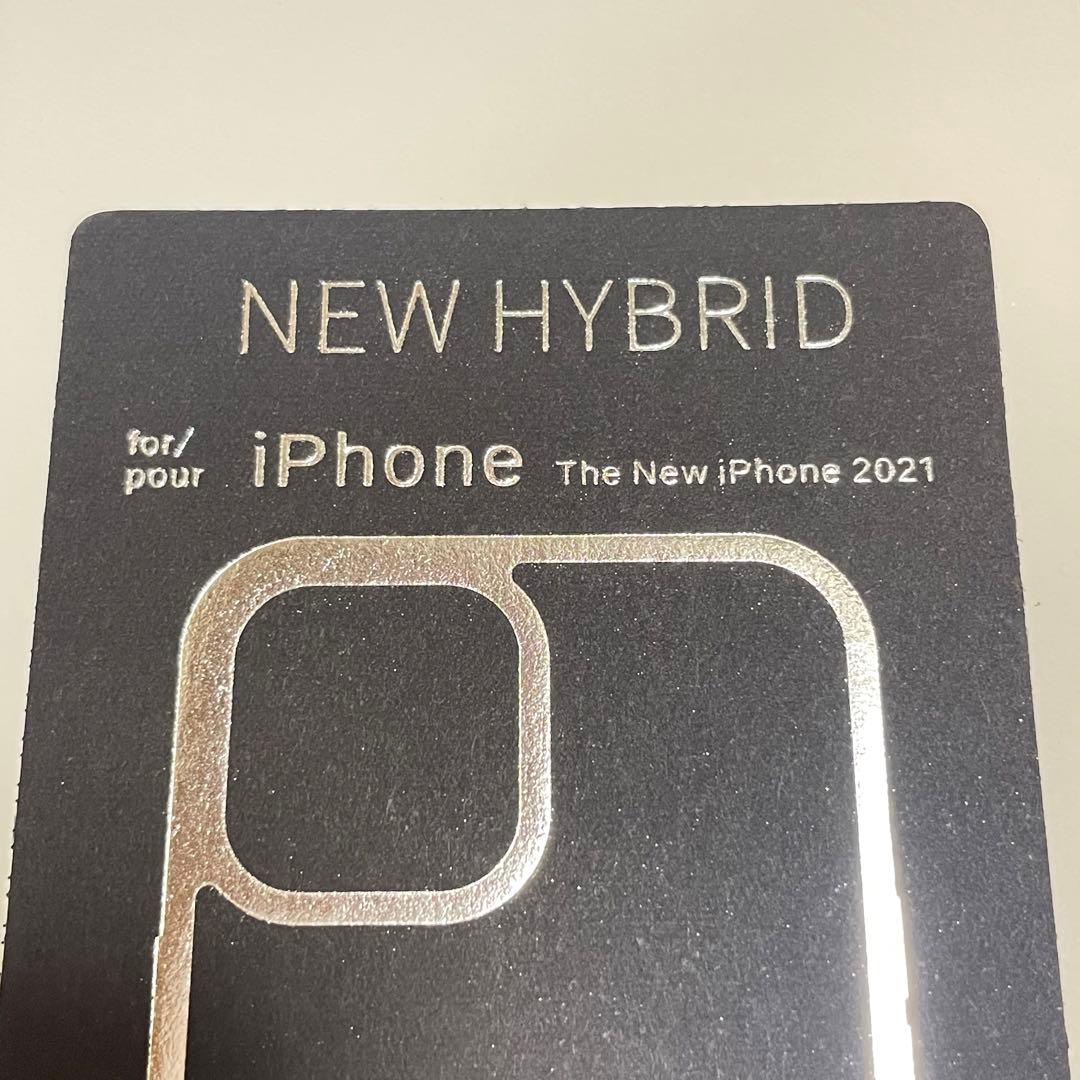 NEW HYBRID
for/
pour
iPhone The New iPhone 2021